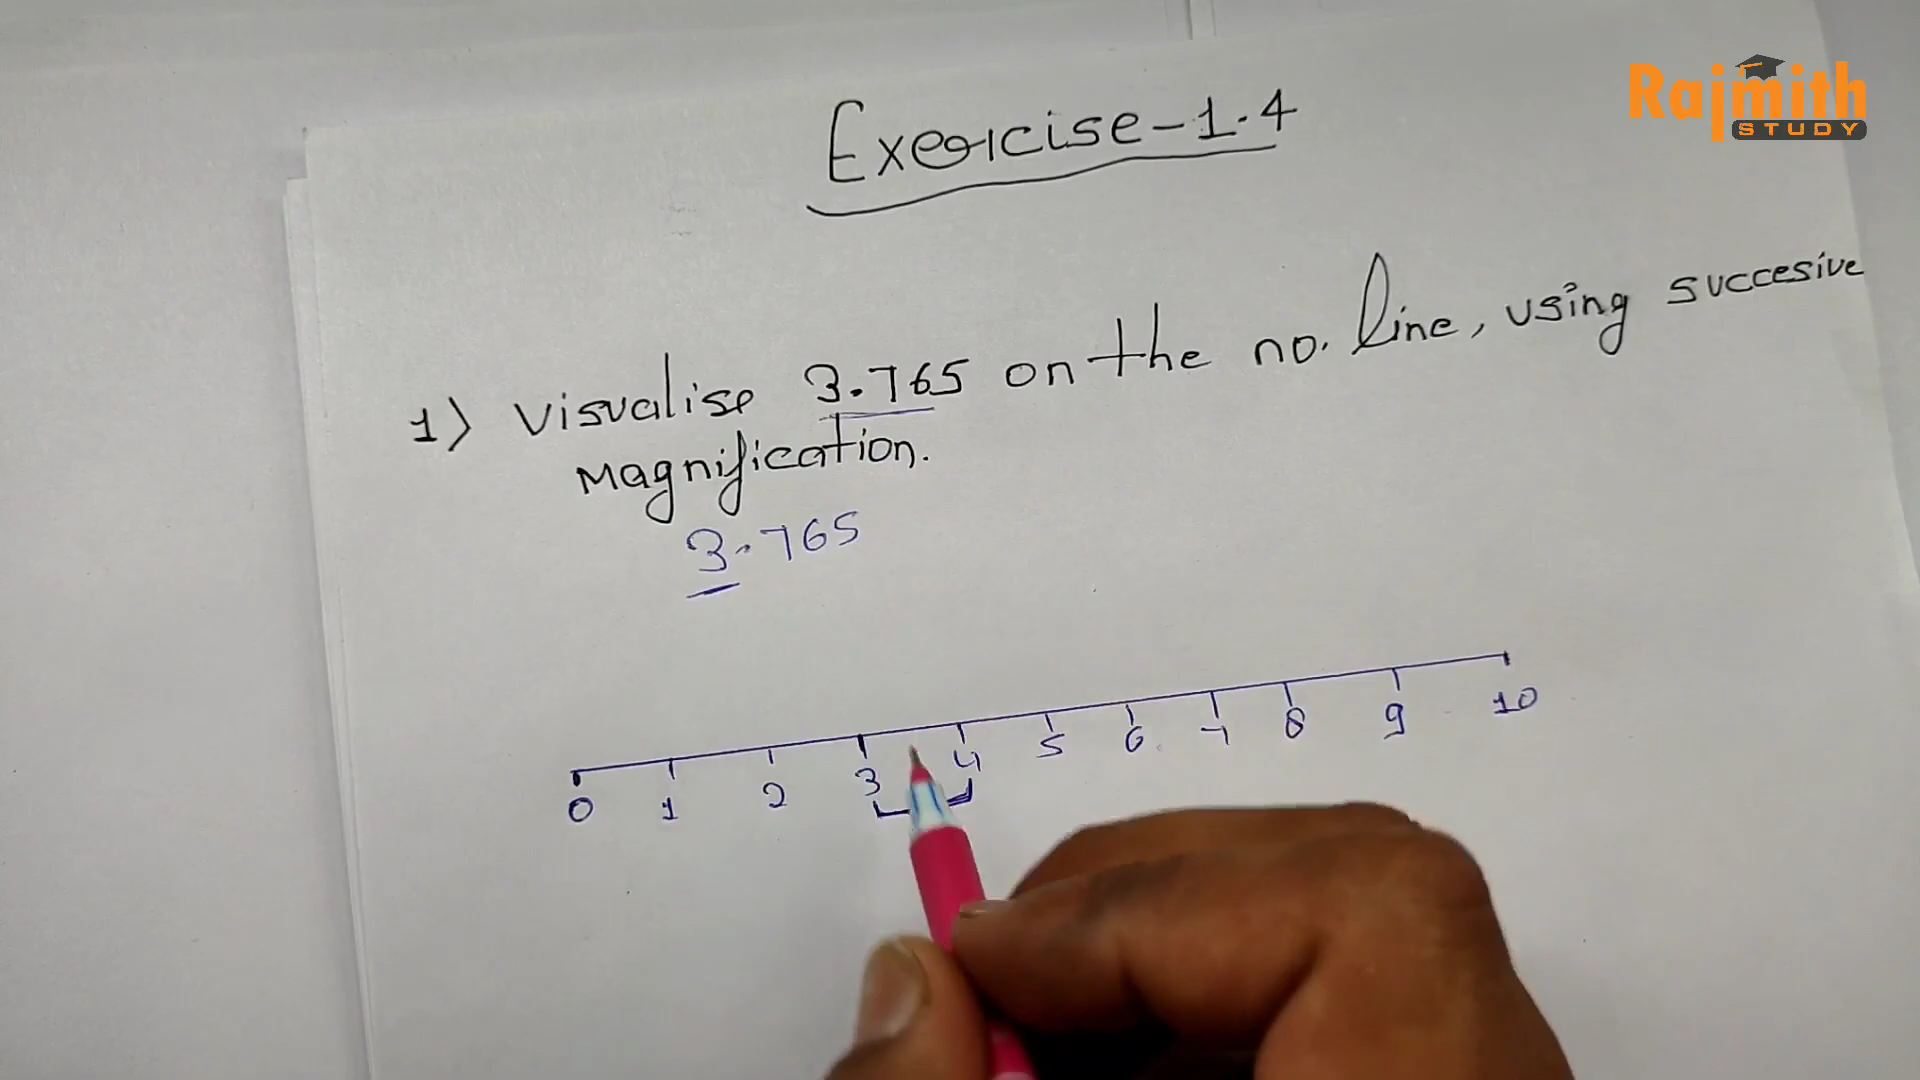 Rajmith
STUDY
Exercise-1.4
1) Visualise 3.765 on the no. line, using succesive
Magnification.
3.765
0 1 2 3 4 5 6 7 8 9 10